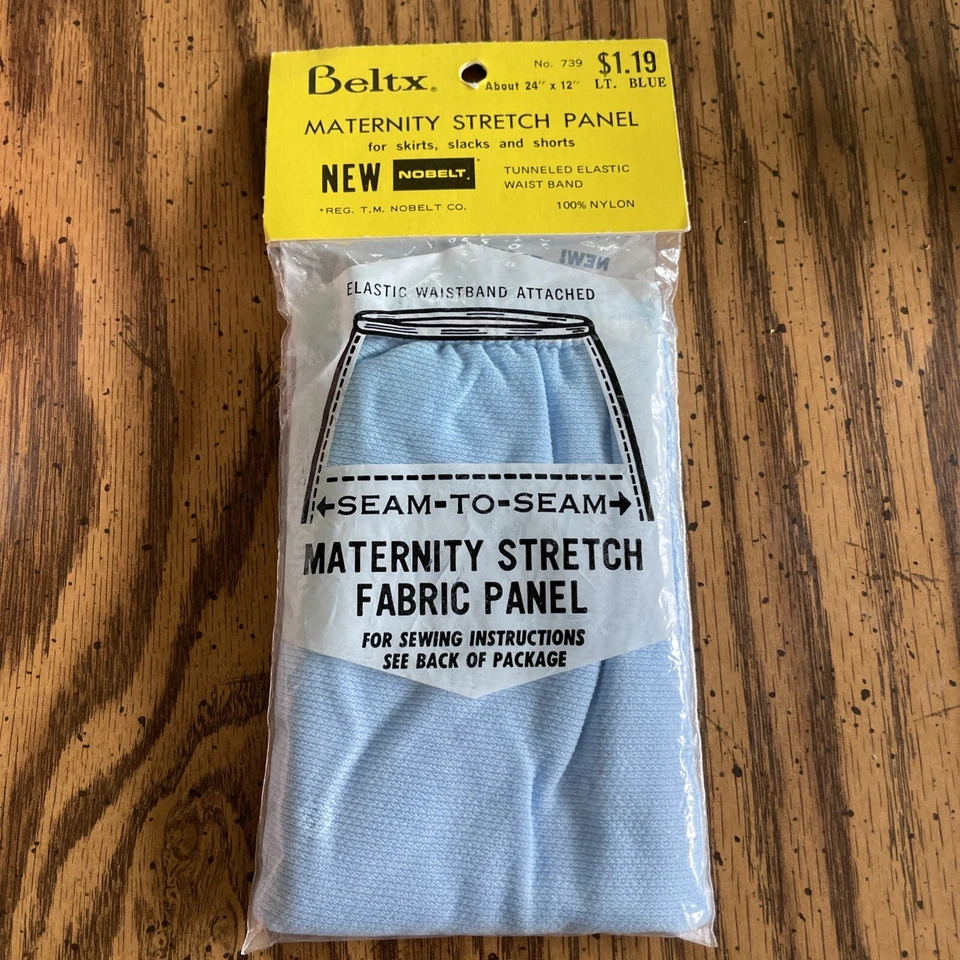 Beltx®
No. 739 $1.19
About 24" x 12" LT. BLUE
MATERNITY STRETCH PANEL
for skirts, slacks and shorts
NEW NOBELT®* TUNNELED ELASTIC
WAIST BAND
*REG. T.M. NOBELT CO. 100% NYLON
NEW!
ELASTIC WAISTBAND ATTACHED
SEAM-TO-SEAM
MATERNITY STRETCH
FABRIC PANEL
FOR SEWING INSTRUCTIONS
SEE BACK OF PACKAGE